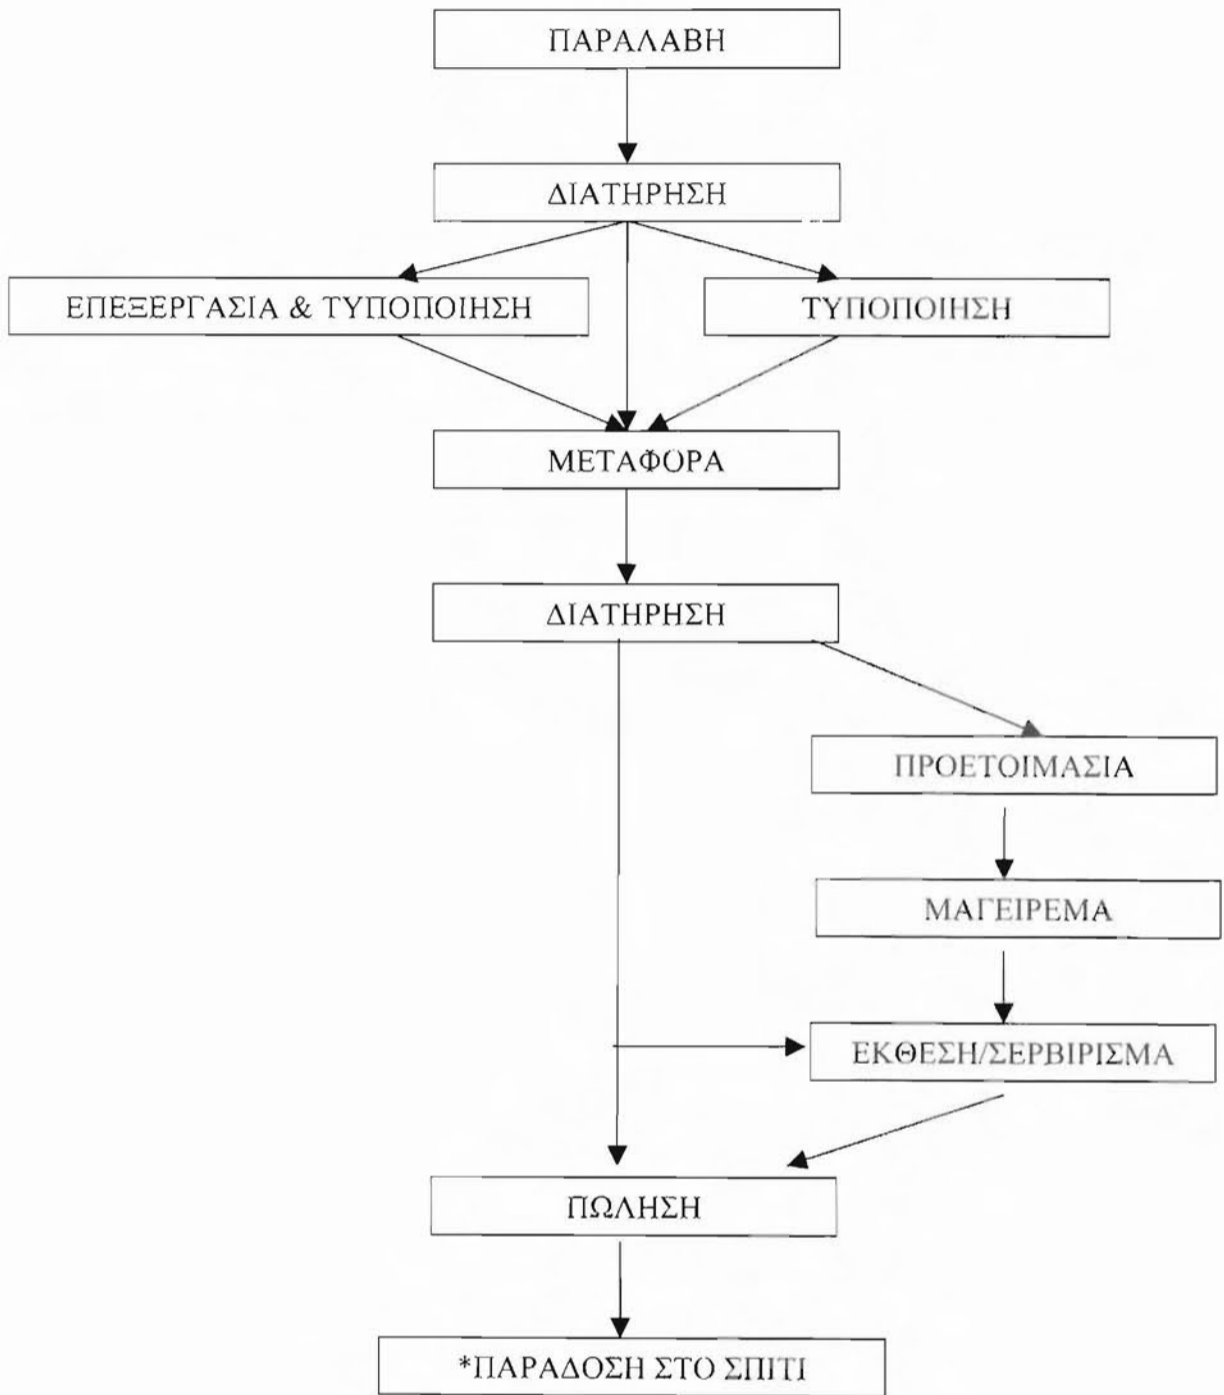 ΠΑΡΑΛΑΒΗ
ΔΙΑΤΗΡΗΣΗ
ΕΠΕΞΕΡΓΑΣΙΑ & ΤΥΠΟΠΟΙΗΣΗ
ΤΥΠΟΠΟΙΗΣΗ
ΜΕΤΑΦΟΡΑ
ΔΙΑΤΗΡΗΣΗ
ΠΡΟΕΤΟΙΜΑΣΙΑ
ΜΑΓΕΙΡΕΜΑ
ΕΚΘΕΣΗ/ΣΕΡΒΙΡΙΣΜΑ
ΠΩΛΗΣΗ
*ΠΑΡΑΔΟΣΗ ΣΤΟ ΣΠΙΤΙ